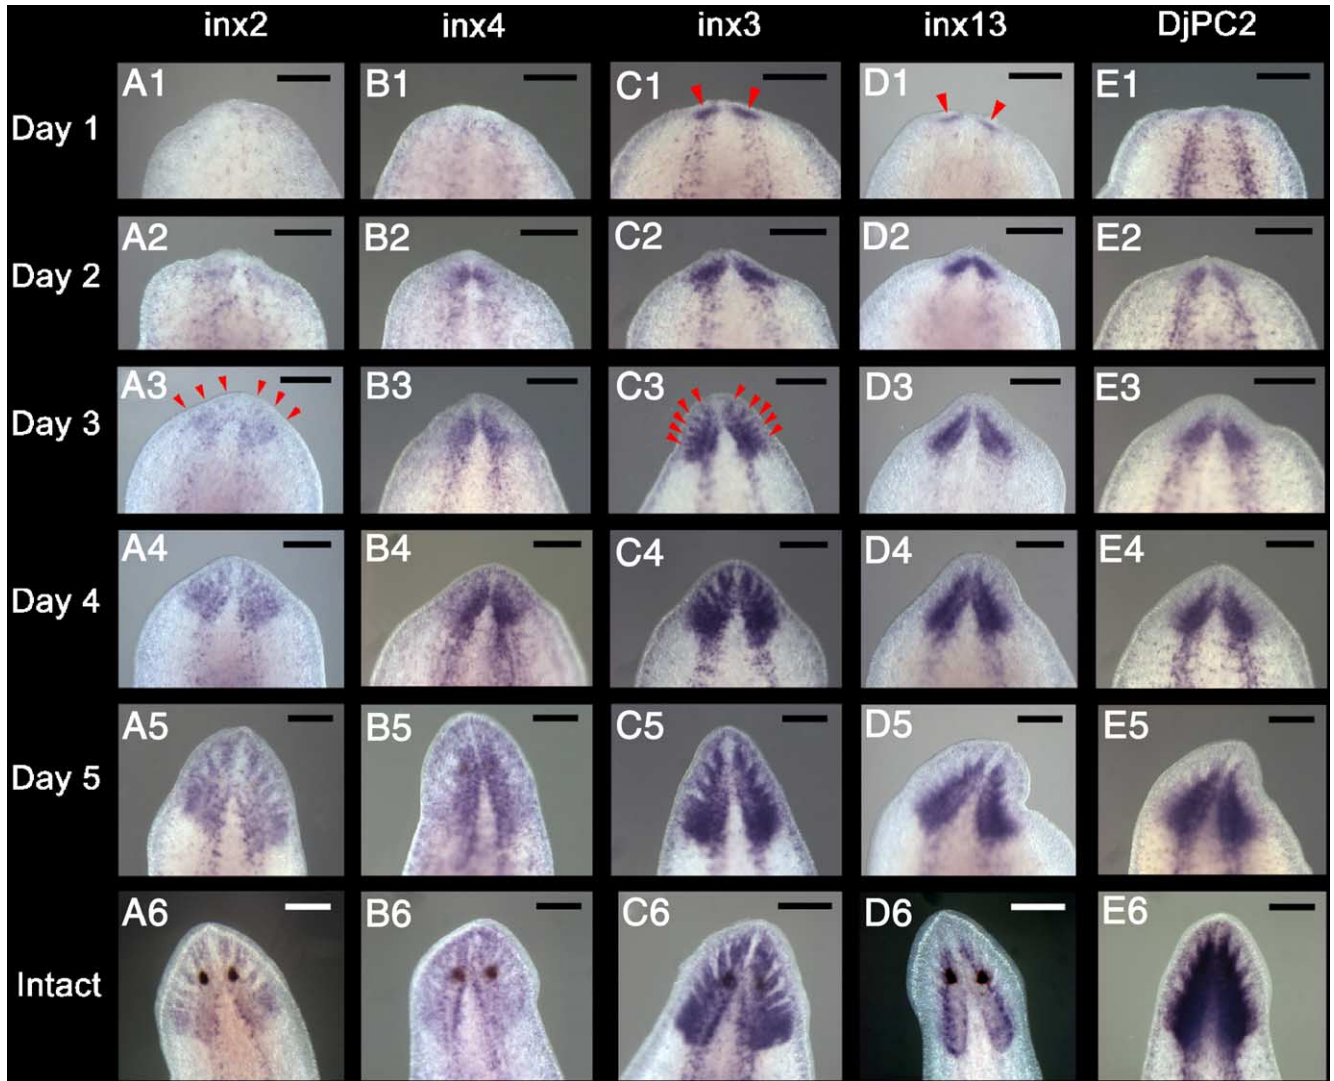 inx2 inx4 inx3 inx13 DjPC2
Day 1 A1 B1 C1 D1 E1
Day 2 A2 B2 C2 D2 E2
Day 3 A3 B3 C3 D3 E3
Day 4 A4 B4 C4 D4 E4
Day 5 A5 B5 C5 D5 E5
Intact A6 B6 C6 D6 E6